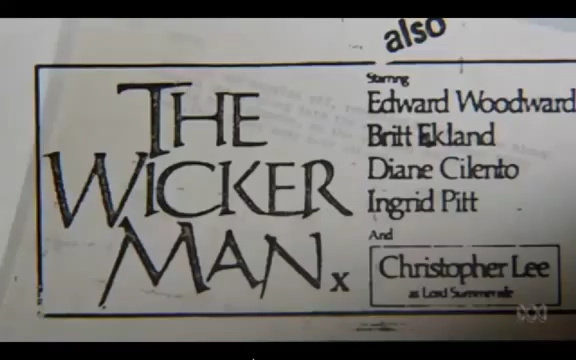 also
THE
WICKER
MAN x
Starring
Edward Woodward
Britt Ekland
Diane Cilento
Ingrid Pitt
And
Christopher Lee
as Lord Summerisle